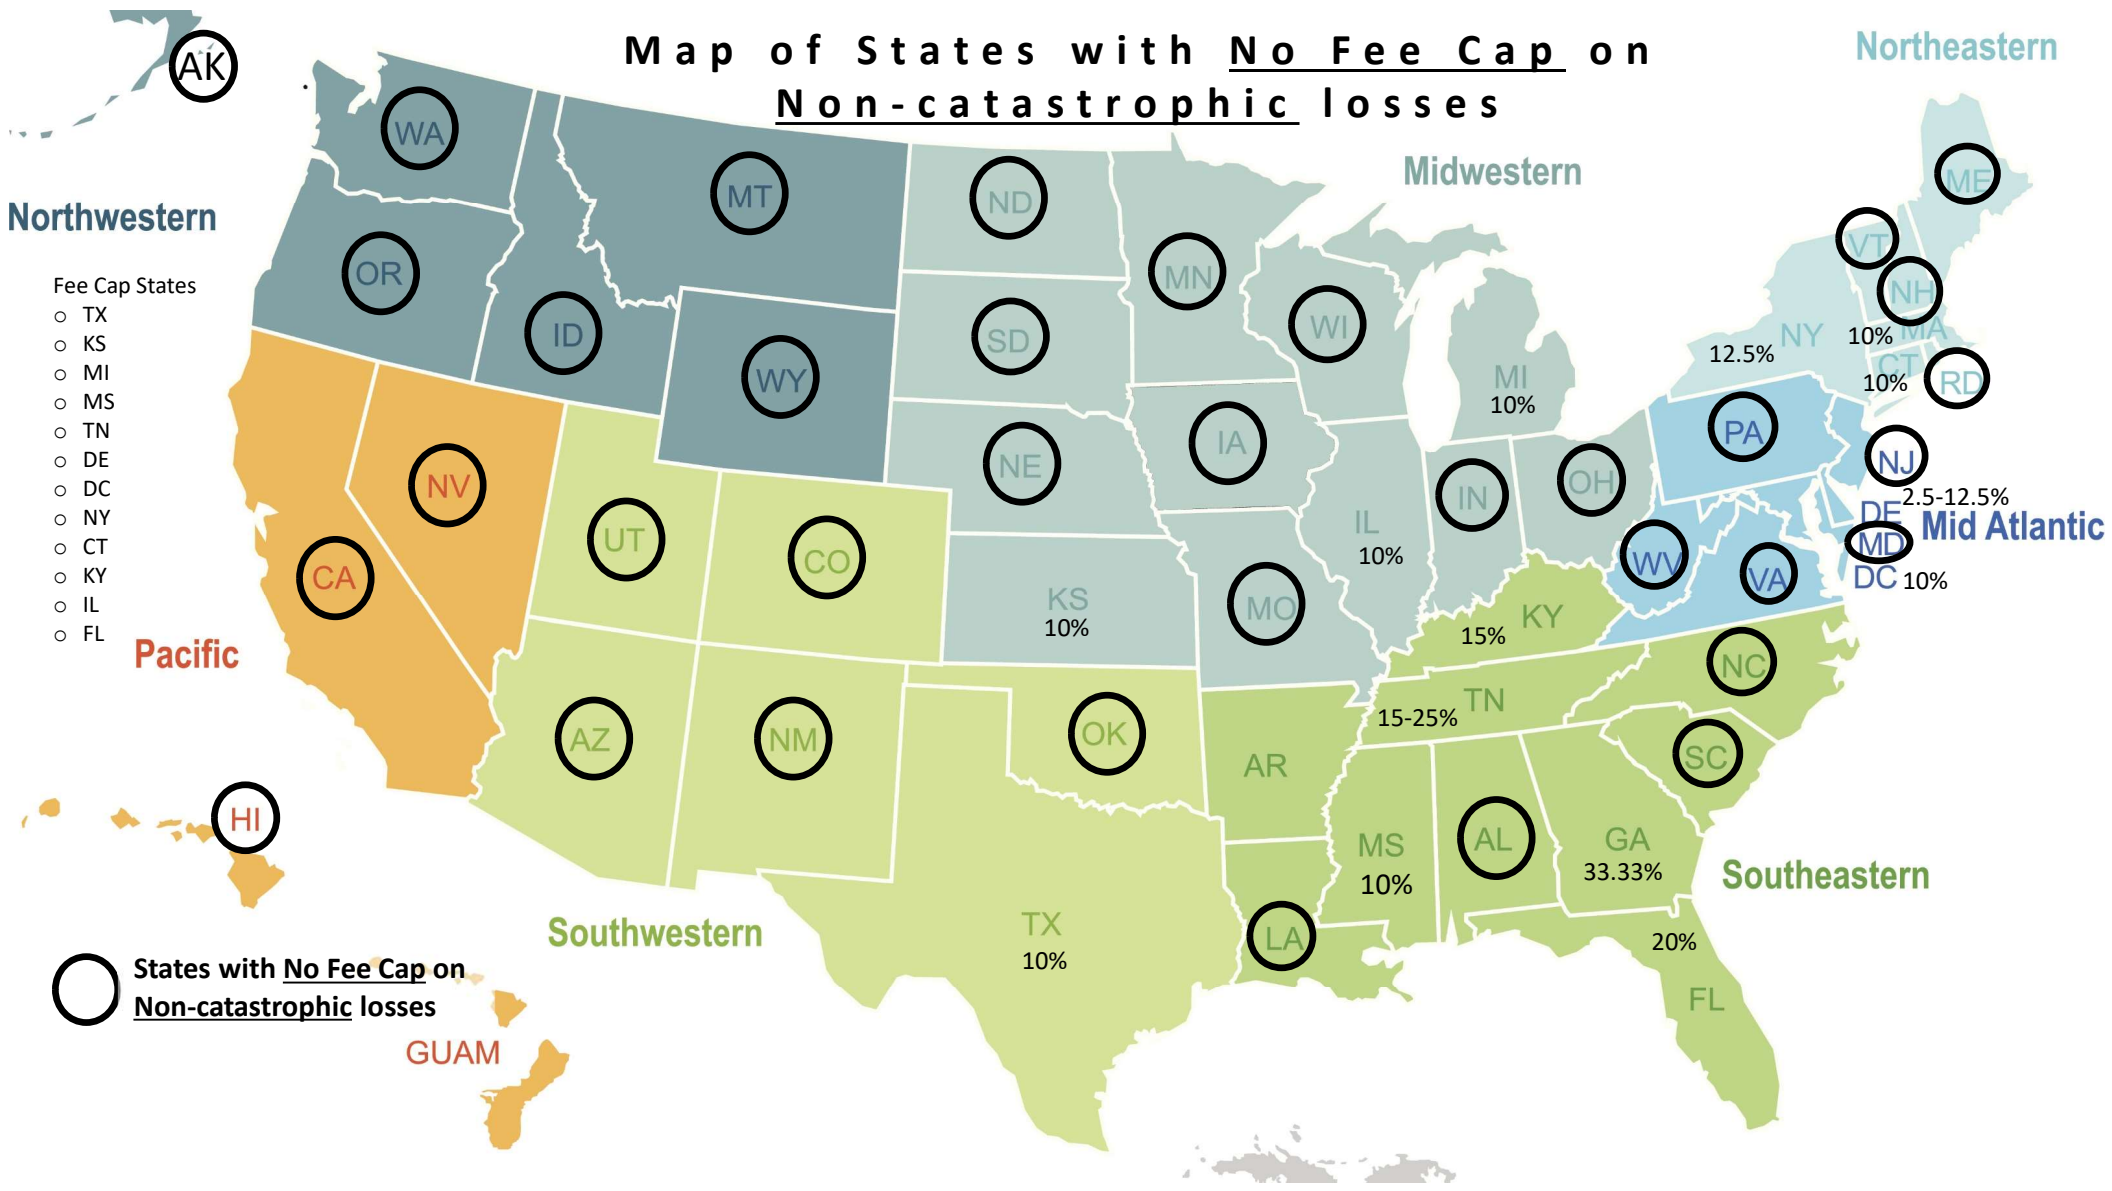 Map of States with No Fee Cap on
Non-catastrophic losses
Northeastern
Midwestern
Northwestern
Fee Cap States
○ TX
○ KS
○ MI
○ MS
○ TN
○ DE
○ DC
○ NY
○ CT
○ KY
○ IL
○ FL
Pacific
Southwestern
Southeastern
Mid Atlantic
AK
WA
MT
OR
ID
WY
NV
CA
UT
CO
AZ
NM
HI
GUAM
ND
SD
NE
KS
10%
OK
TX
10%
MN
WI
IA
MO
IL
10%
MI
10%
IN
OH
KY
15%
TN
15-25%
AR
LA
MS
10%
AL
GA
33.33%
20%
FL
SC
NC
VA
WV
PA
NJ
DE 2.5-12.5%
MD
DC 10%
NY
12.5%
ME
VT
NH
10% MA
CT
10%
RD
States with No Fee Cap on
Non-catastrophic losses